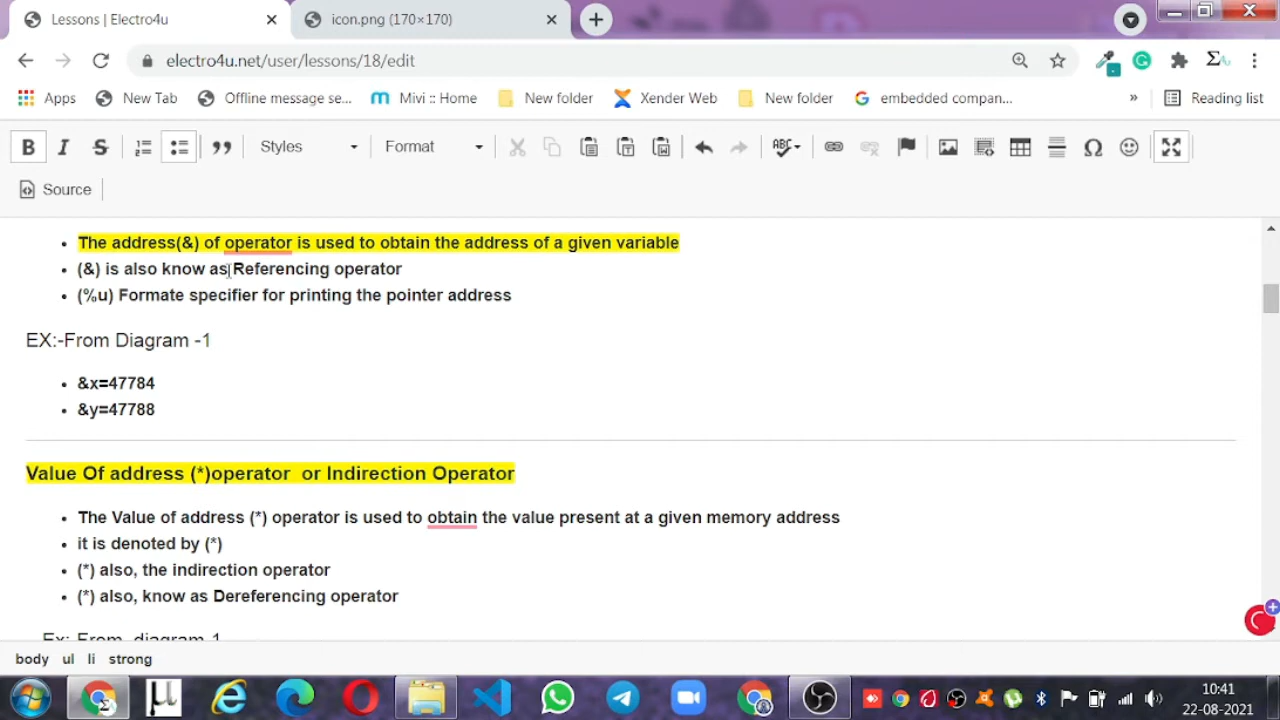 Lessons | Electro4u
icon.png (170×170)
electro4u.net/user/lessons/18/edit
Apps New Tab Offline message se... Mivi :: Home New folder Xender Web New folder embedded compan... » Reading list
B I S Styles Format ABC Ω
Source
The address(&) of operator is used to obtain the address of a given variable
(&) is also know as Referencing operator
(%u) Formate specifier for printing the pointer address
EX:-From Diagram -1
&x=47784
&y=47788
Value Of address (*)operator or Indirection Operator
The Value of address (*) operator is used to obtain the value present at a given memory address
it is denoted by (*)
(*) also, the indirection operator
(*) also, know as Dereferencing operator
Ex: From diagram-1
body ul li strong
10:41
22-08-2021